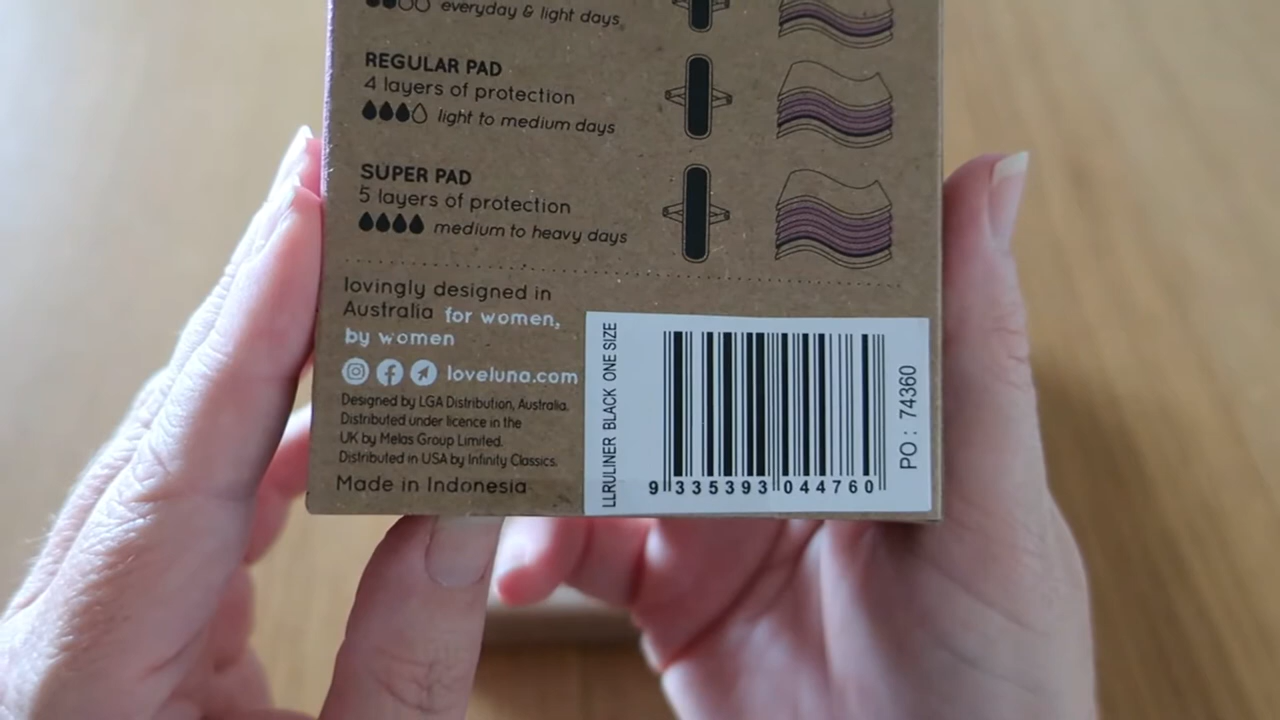 everyday & light days
REGULAR PAD
4 layers of protection
light to medium days
SUPER PAD
5 layers of protection
medium to heavy days
lovingly designed in
Australia for women,
by women
loveluna.com
Designed by LGA Distribution, Australia.
Distributed under licence in the
UK by Melas Group Limited.
Distributed in USA by Infinity Classics.
Made in Indonesia
LLRULINER BLACK ONE SIZE
9 335393 044760
PO : 74360